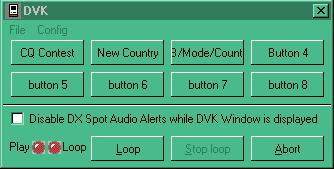 DVK
File Config
CQ Contest New Country B/Mode/Count Button 4
button 5 button 6 button 7 button 8
Disable DX Spot Audio Alerts while DVK Window is displayed
Play Loop Loop Stop loop Abort